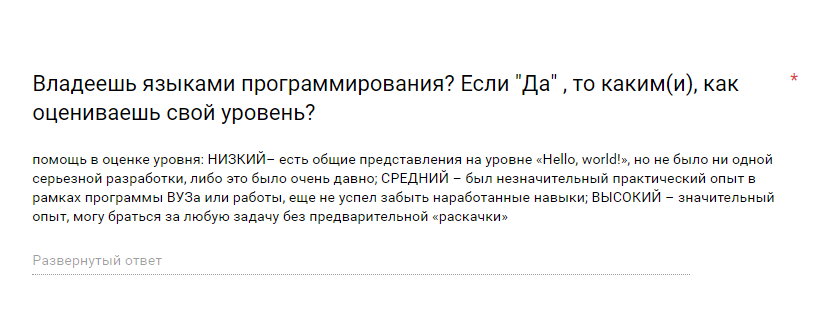 Владеешь языками программирования? Если "Да" , то каким(и), как *
оцениваешь свой уровень?
помощь в оценке уровня: НИЗКИЙ– есть общие представления на уровне «Hello, world!», но не было ни одной
серьезной разработки, либо это было очень давно; СРЕДНИЙ – был незначительный практический опыт в
рамках программы ВУЗа или работы, еще не успел забыть наработанные навыки; ВЫСОКИЙ – значительный
опыт, могу браться за любую задачу без предварительной «раскачки»
Развернутый ответ